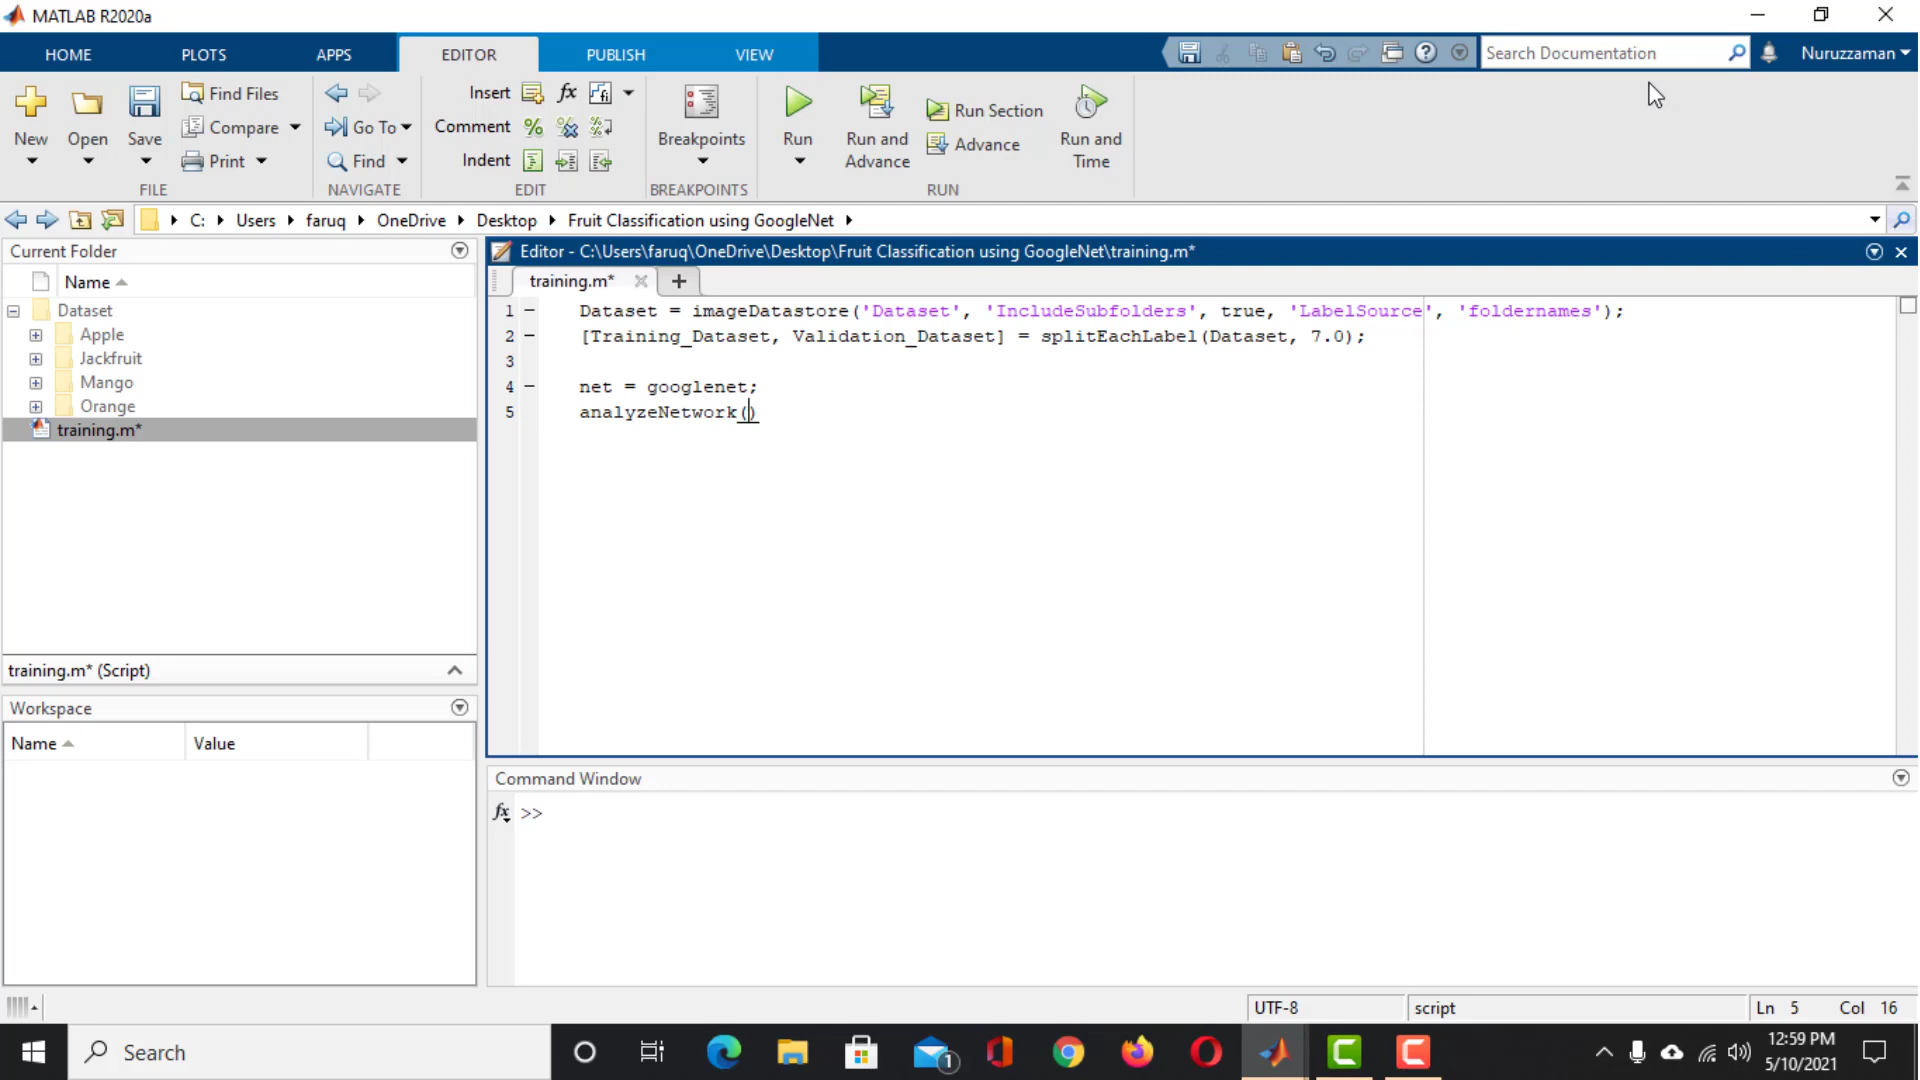 MATLAB R2020a
HOME PLOTS APPS EDITOR PUBLISH VIEW Search Documentation Nuruzzaman
New Open Save Find Files Compare Print Go To Find Insert fx Comment Indent Breakpoints Run Run and Advance Run Section Advance Run and Time
FILE NAVIGATE EDIT BREAKPOINTS RUN
C: Users faruq OneDrive Desktop Fruit Classification using GoogleNet
Current Folder
Name
Dataset
Apple
Jackfruit
Mango
Orange
training.m*
training.m* (Script)
Workspace
Name Value
Editor - C:\Users\faruq\OneDrive\Desktop\Fruit Classification using GoogleNet\training.m*
training.m*
1 Dataset = imageDatastore('Dataset', 'IncludeSubfolders', true, 'LabelSource', 'foldernames');
2 [Training_Dataset, Validation_Dataset] = splitEachLabel(Dataset, 7.0);
3
4 net = googlenet;
5 analyzeNetwork()
Command Window
fx >>
UTF-8 script Ln 5 Col 16
Search 1 12:59 PM
5/10/2021